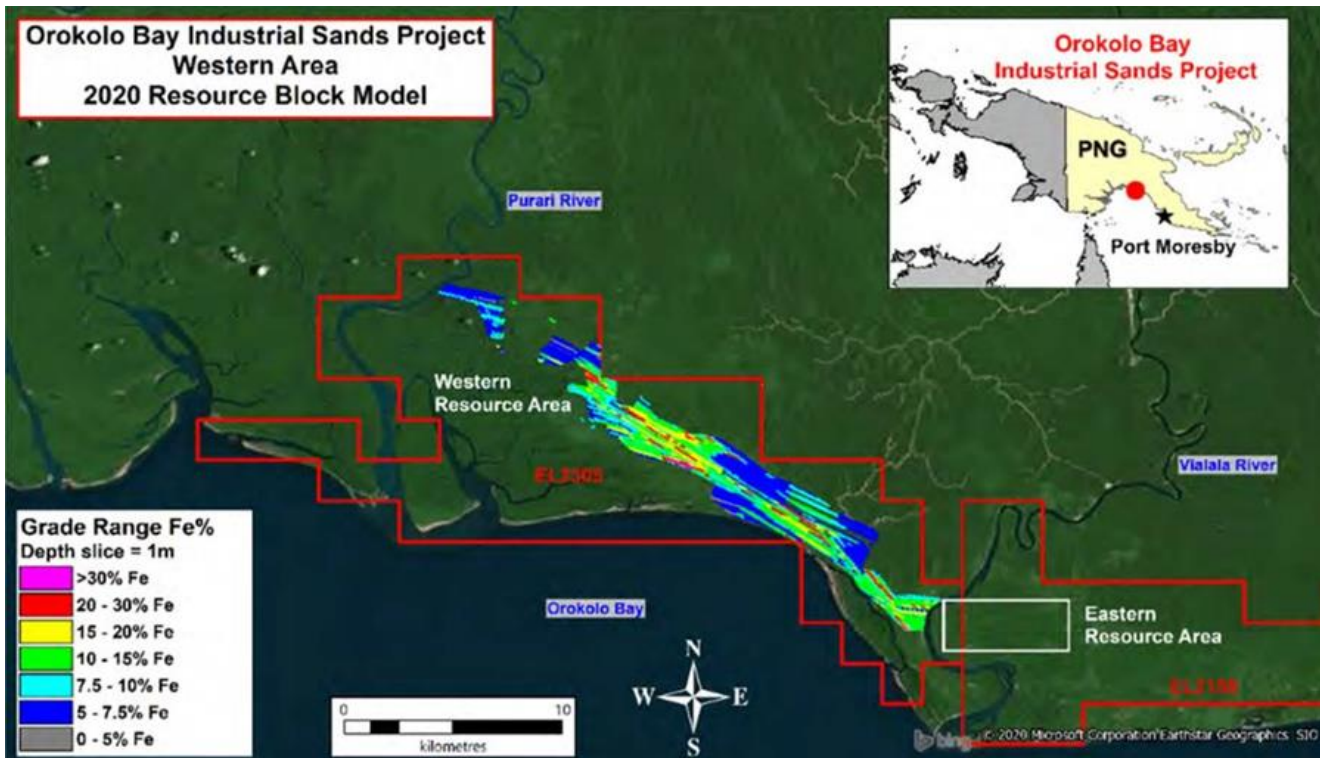 Orokolo Bay Industrial Sands Project
Western Area
2020 Resource Block Model
Orokolo Bay
Industrial Sands Project
PNG
Port Moresby
Purari River
Western
Resource Area
EL2305
Vialala River
Grade Range Fe%
Depth slice = 1m
>30% Fe
20 - 30% Fe
15 - 20% Fe
10 - 15% Fe
7.5 - 10% Fe
5 - 7.5% Fe
0 - 5% Fe
Orokolo Bay
Eastern
Resource Area
N
W E
S
0 10
kilometres
bing
© 2020 Microsoft Corporation Earthstar Geographics SIO